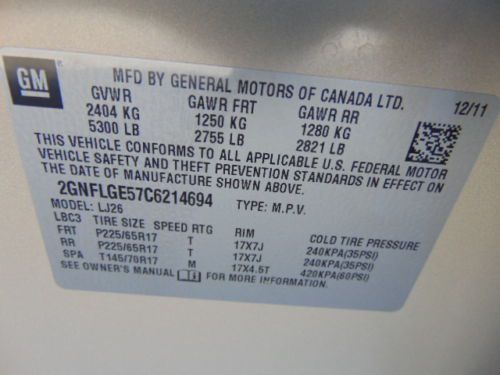 GM
MFD BY GENERAL MOTORS OF CANADA LTD.
GVWR GAWR FRT GAWR RR 12/11
2404 KG 1250 KG 1280 KG
5300 LB 2755 LB 2821 LB
THIS VEHICLE CONFORMS TO ALL APPLICABLE U.S. FEDERAL MOTOR
VEHICLE SAFETY AND THEFT PREVENTION STANDARDS IN EFFECT ON
THE DATE OF MANUFACTURE SHOWN ABOVE.
2GNFLGE57C6214694 TYPE: M.P.V.
MODEL: LJ26
LBC3 TIRE SIZE SPEED RTG RIM COLD TIRE PRESSURE
FRT P225/65R17 T 17X7J 240KPA(35PSI)
RR P225/65R17 T 17X7J 240KPA(35PSI)
SPA T145/70R17 M 17X4.5T 420KPA(60PSI)
SEE OWNER'S MANUAL FOR MORE INFORMATION.